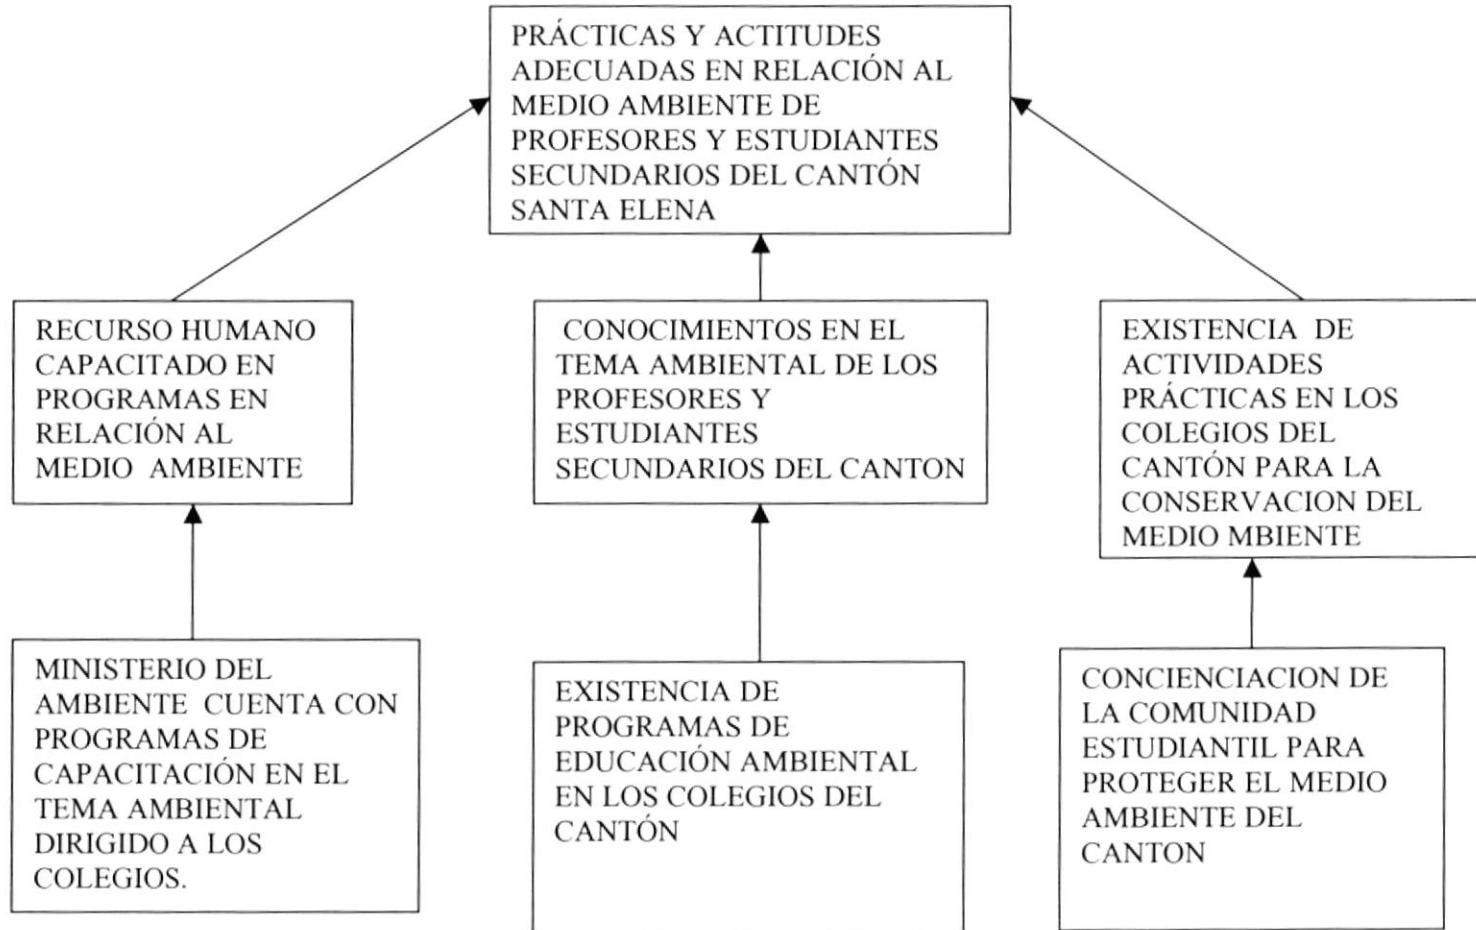 PRÁCTICAS Y ACTITUDES
ADECUADAS EN RELACIÓN AL
MEDIO AMBIENTE DE
PROFESORES Y ESTUDIANTES
SECUNDARIOS DEL CANTÓN
SANTA ELENA
RECURSO HUMANO
CAPACITADO EN
PROGRAMAS EN
RELACIÓN AL
MEDIO AMBIENTE
CONOCIMIENTOS EN EL
TEMA AMBIENTAL DE LOS
PROFESORES Y
ESTUDIANTES
SECUNDARIOS DEL CANTON
EXISTENCIA DE
ACTIVIDADES
PRÁCTICAS EN LOS
COLEGIOS DEL
CANTÓN PARA LA
CONSERVACION DEL
MEDIO MBIENTE
MINISTERIO DEL
AMBIENTE CUENTA CON
PROGRAMAS DE
CAPACITACIÓN EN EL
TEMA AMBIENTAL
DIRIGIDO A LOS
COLEGIOS.
EXISTENCIA DE
PROGRAMAS DE
EDUCACIÓN AMBIENTAL
EN LOS COLEGIOS DEL
CANTÓN
CONCIENCIACION DE
LA COMUNIDAD
ESTUDIANTIL PARA
PROTEGER EL MEDIO
AMBIENTE DEL
CANTON